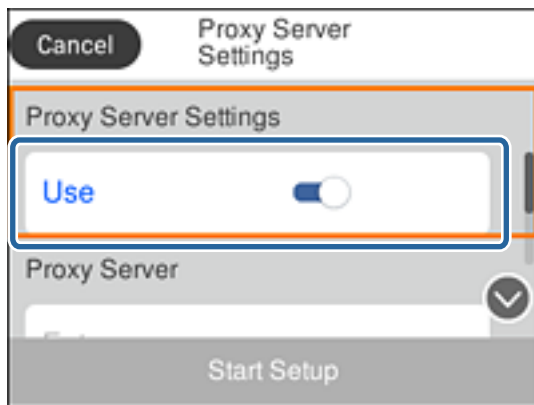 Cancel
Proxy Server
Settings
Proxy Server Settings
Use
Proxy Server
Start Setup